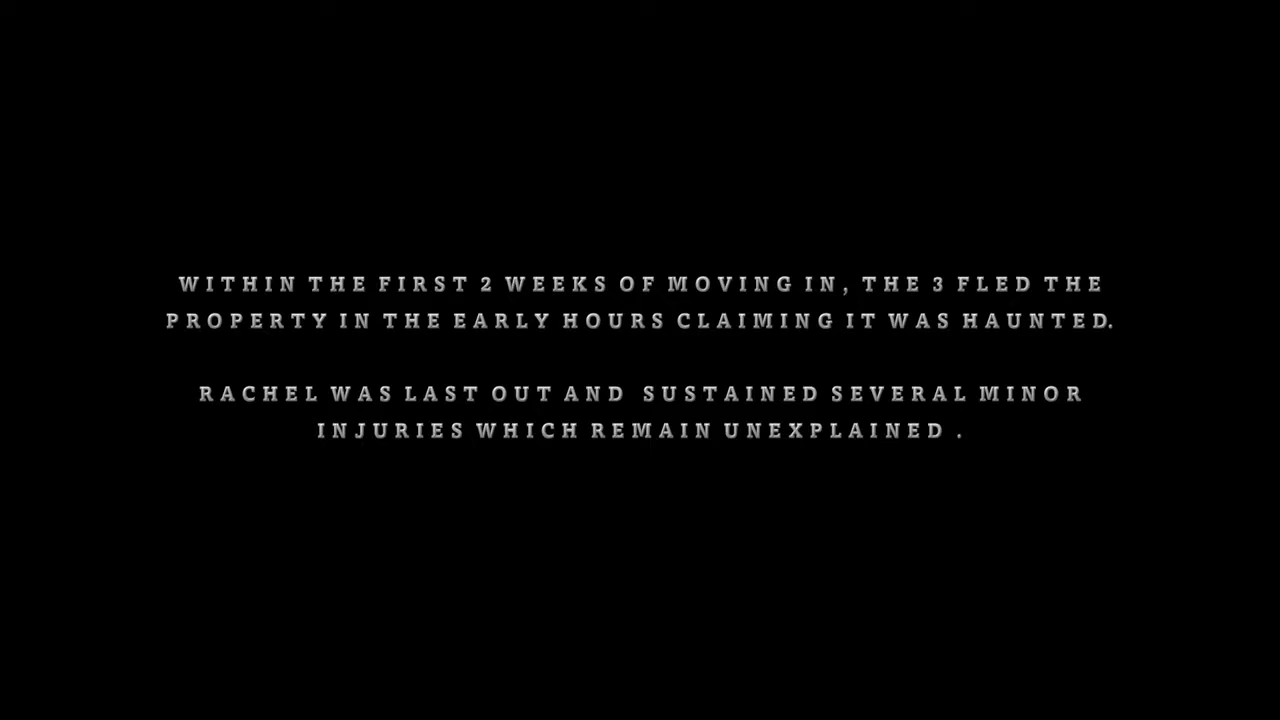 WITHIN THE FIRST 2 WEEKS OF MOVING IN, THE 3 FLED THE
PROPERTY IN THE EARLY HOURS CLAIMING IT WAS HAUNTED.
RACHEL WAS LAST OUT AND SUSTAINED SEVERAL MINOR
INJURIES WHICH REMAIN UNEXPLAINED .